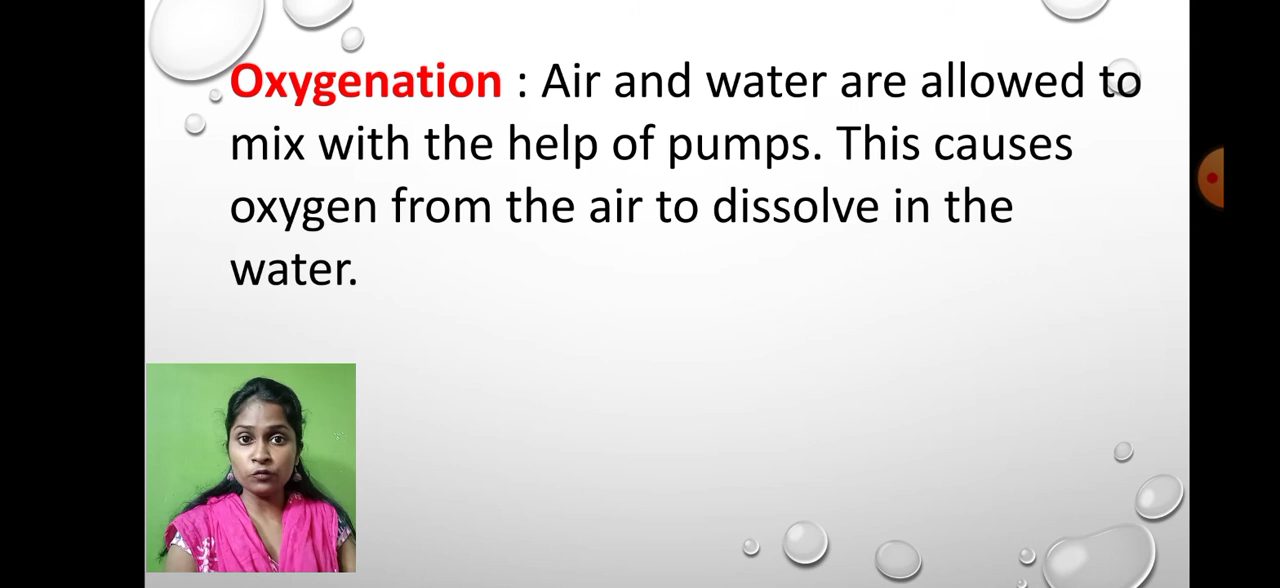 Oxygenation : Air and water are allowed to
mix with the help of pumps. This causes
oxygen from the air to dissolve in the
water.